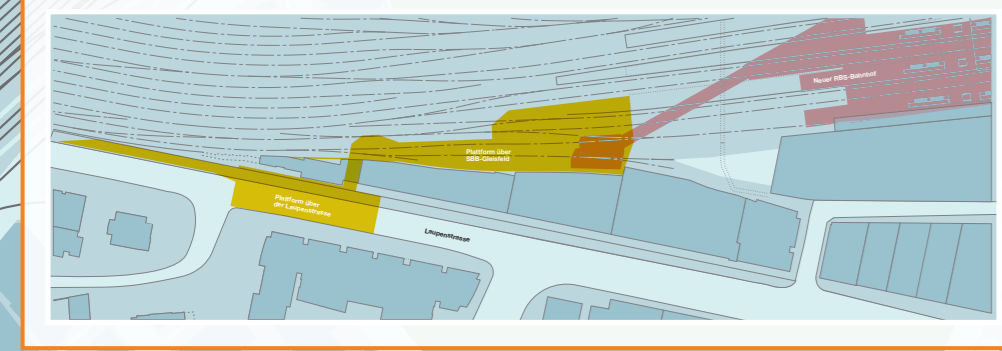 Neuer RBS-Bahnhof
Plattform über
SBB-Gleisfeld
Plattform über
der Laupenstrasse
Laupenstrasse